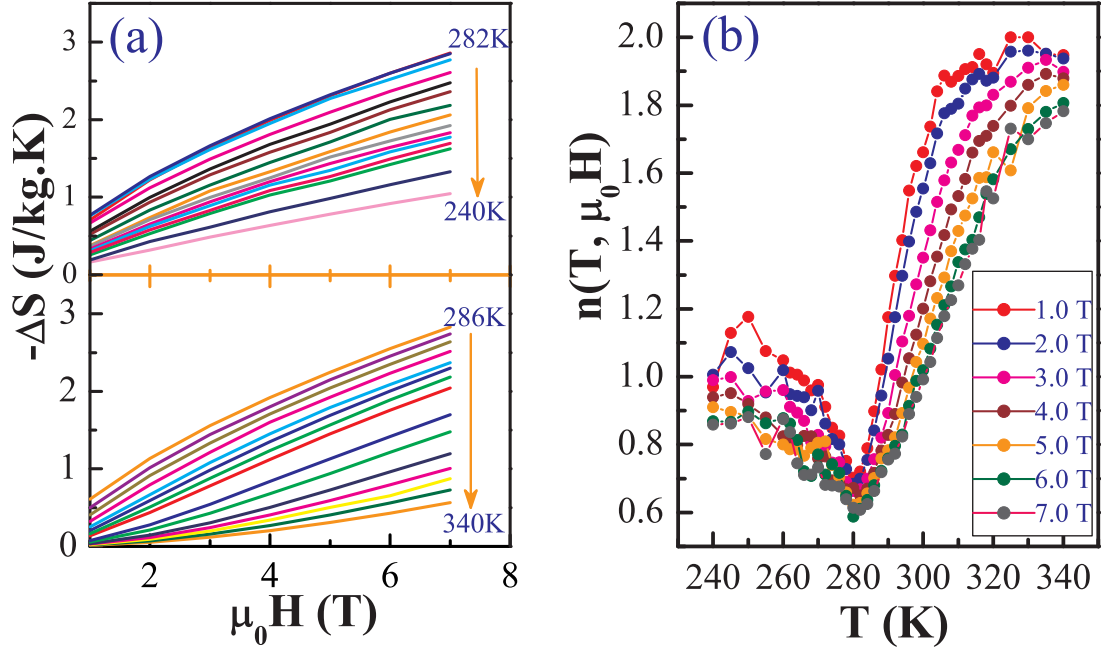 (a)
3
2
1
0
282K
240K
-ΔS (J/kg.K)
3
2
1
0
286K
340K
2 4 6 8
μ₀H (T)
(b)
n(T, μ₀H)
2.0
1.8
1.6
1.4
1.2
1.0
0.8
0.6
1.0 T
2.0 T
3.0 T
4.0 T
5.0 T
6.0 T
7.0 T
240 260 280 300 320 340
T (K)